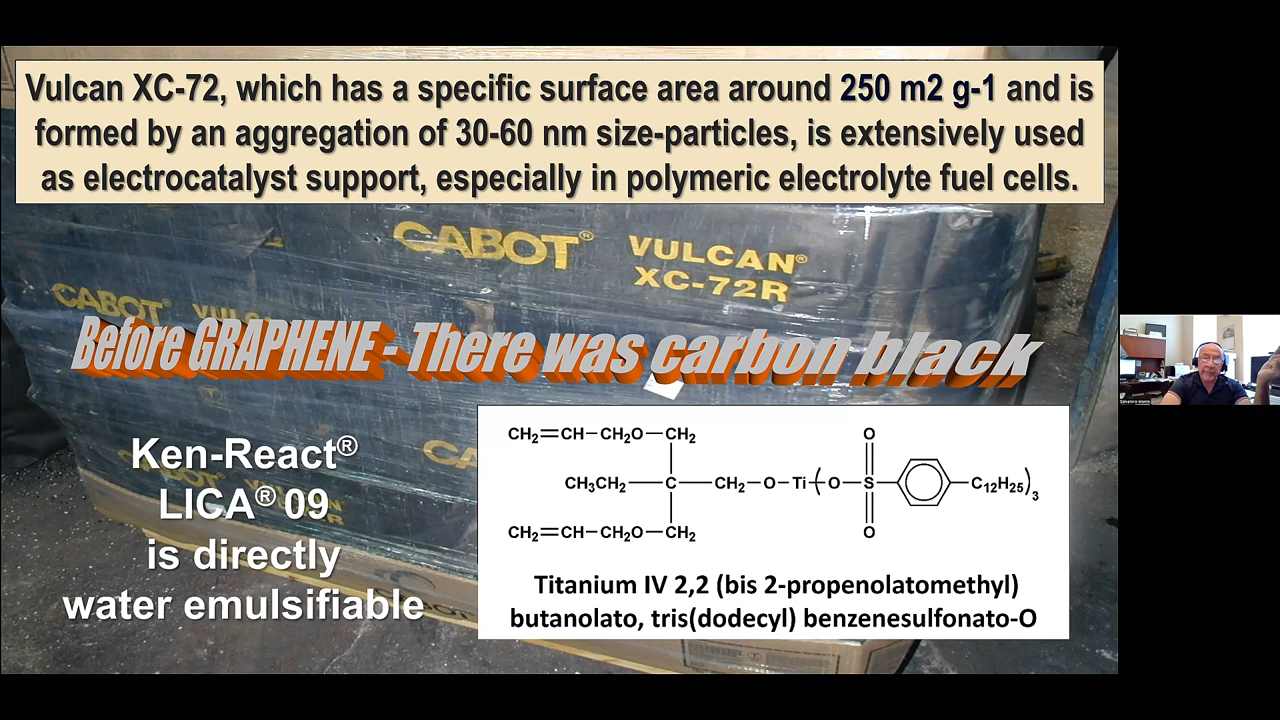 Vulcan XC-72, which has a specific surface area around 250 m2 g-1 and is
formed by an aggregation of 30-60 nm size-particles, is extensively used
as electrocatalyst support, especially in polymeric electrolyte fuel cells.
CABOT® VULCAN®
XC-72R
CABOT® VULCAN
Before GRAPHENE - There was carbon black
Ken-React®
LICA® 09
is directly
water emulsifiable
CH2=CH—CH2O—CH2
CH3CH2—C—CH2—O—Ti(O—S—C12H25)3
O
O
CH2=CH—CH2O—CH2
Titanium IV 2,2 (bis 2-propenolatomethyl)
butanolato, tris(dodecyl) benzenesulfonato-O
Salvatore Monte